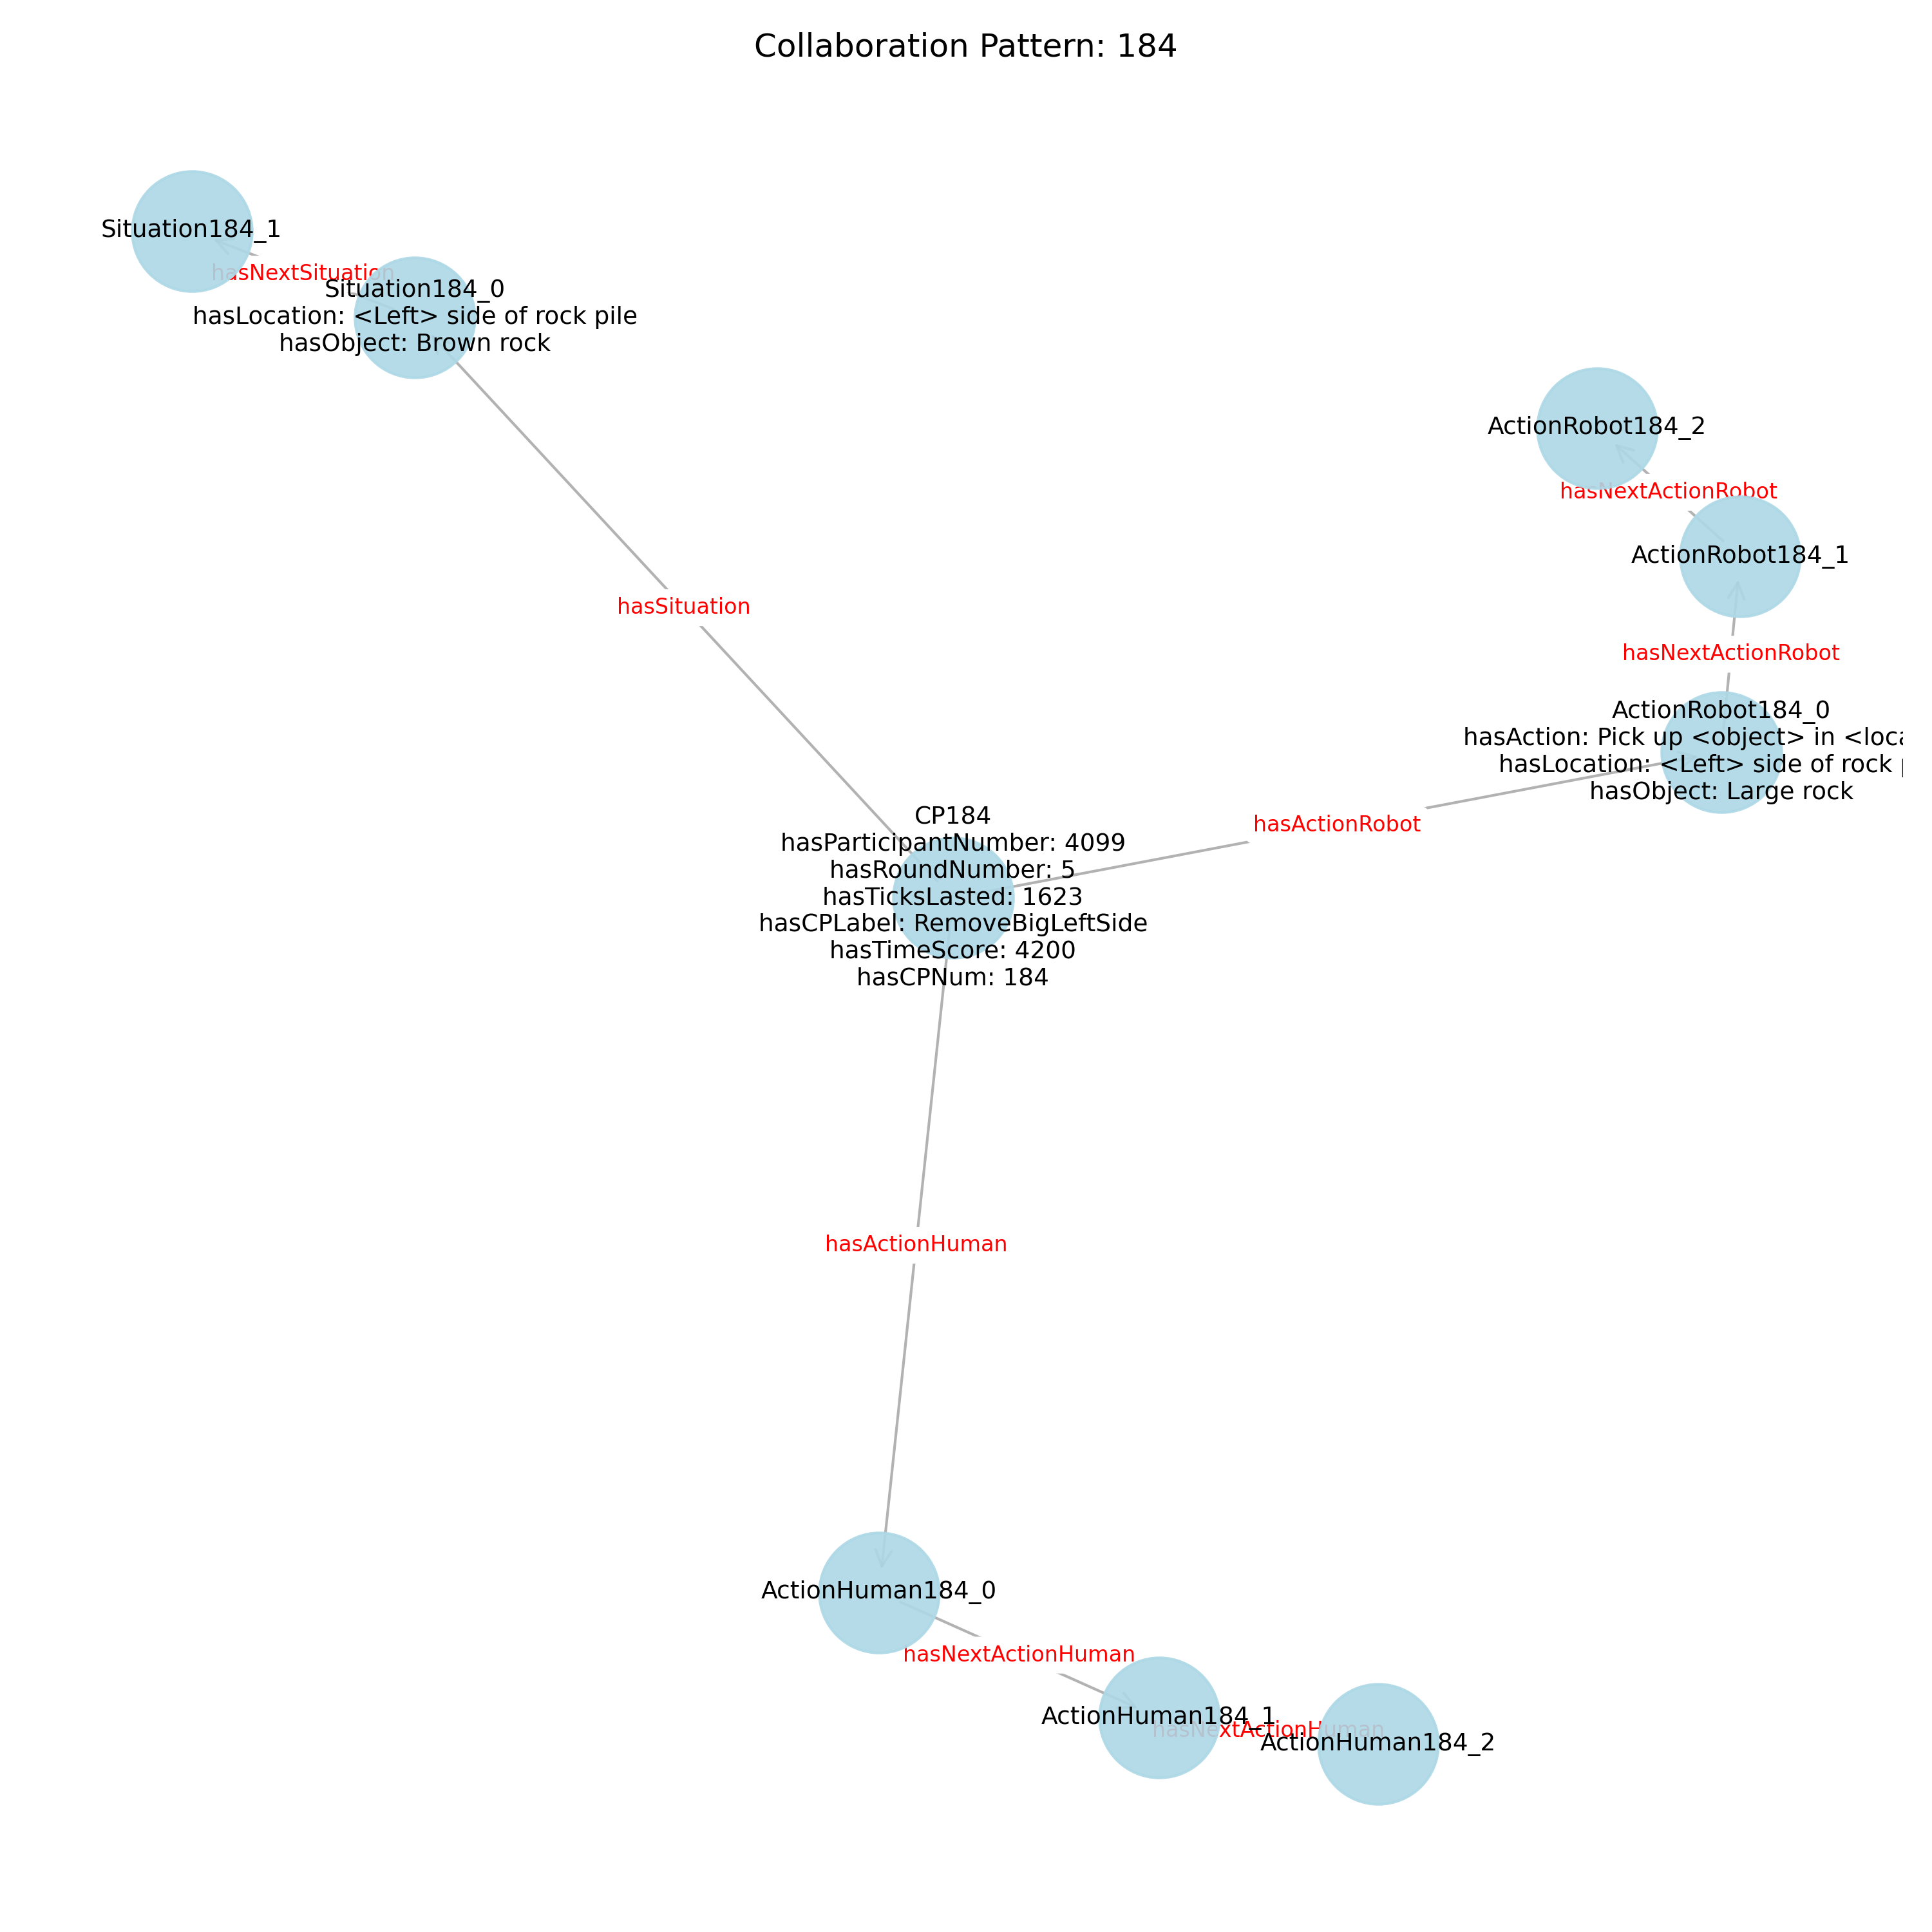 Collaboration Pattern: 184
Situation184_1
hasNextSituation
Situation184_0
hasLocation: <Left> side of rock pile
hasObject: Brown rock
ActionRobot184_2
hasNextActionRobot
ActionRobot184_1
hasSituation
hasNextActionRobot
ActionRobot184_0
hasAction: Pick up <object> in <loca
hasLocation: <Left> side of rock
hasObject: Large rock
hasActionRobot
CP184
hasParticipantNumber: 4099
hasRoundNumber: 5
hasTicksLasted: 1623
hasCPLabel: RemoveBigLeftSide
hasTimeScore: 4200
hasCPNum: 184
hasActionHuman
ActionHuman184_0
hasNextActionHuman
ActionHuman184_1
hasNextActionHuman
ActionHuman184_2